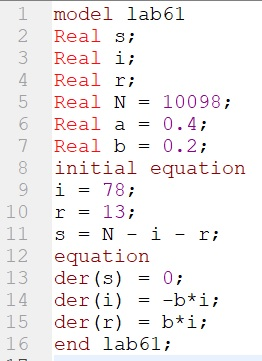 1 model lab61
2 Real s;
3 Real i;
4 Real r;
5 Real N = 10098;
6 Real a = 0.4;
7 Real b = 0.2;
8 initial equation
9 i = 78;
10 r = 13;
11 s = N - i - r;
12 equation
13 der(s) = 0;
14 der(i) = -b*i;
15 der(r) = b*i;
16 end lab61;